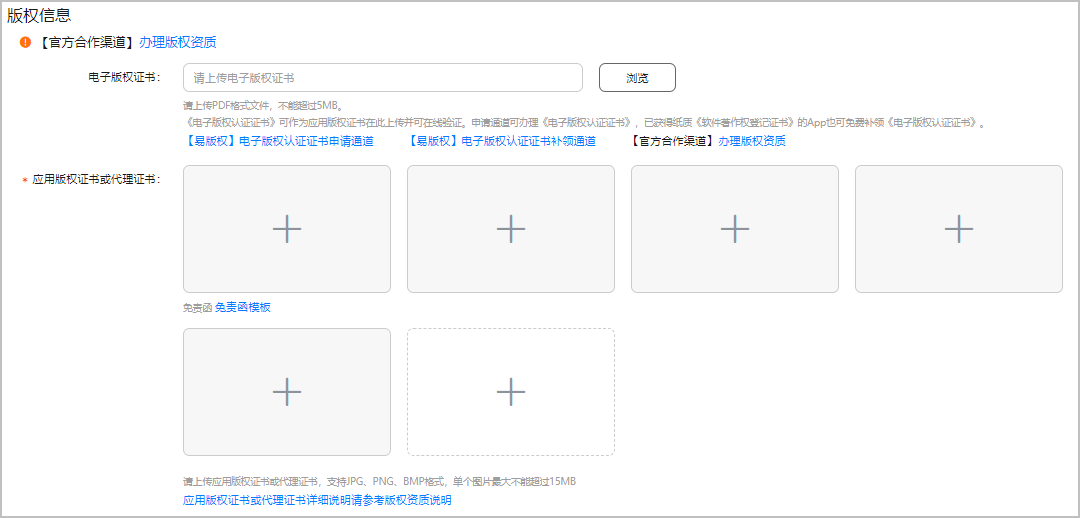 版权信息
【官方合作渠道】办理版权资质
电子版权证书： 请上传电子版权证书 浏览
请上传PDF格式文件，不能超过5MB。
《电子版权认证证书》可作为应用版权证书在此上传并可在线验证。申请通道可办理《电子版权认证证书》，已获得纸质《软件著作权登记证书》的App也可免费补领《电子版权认证证书》。
【易版权】电子版权认证证书申请通道 【易版权】电子版权认证证书补领通道 【官方合作渠道】办理版权资质
* 应用版权证书或代理证书：
免责函 免责函模板
请上传应用版权证书或代理证书，支持JPG、PNG、BMP格式，单个图片最大不能超过15MB
应用版权证书或代理证书详细说明请参考版权资质说明